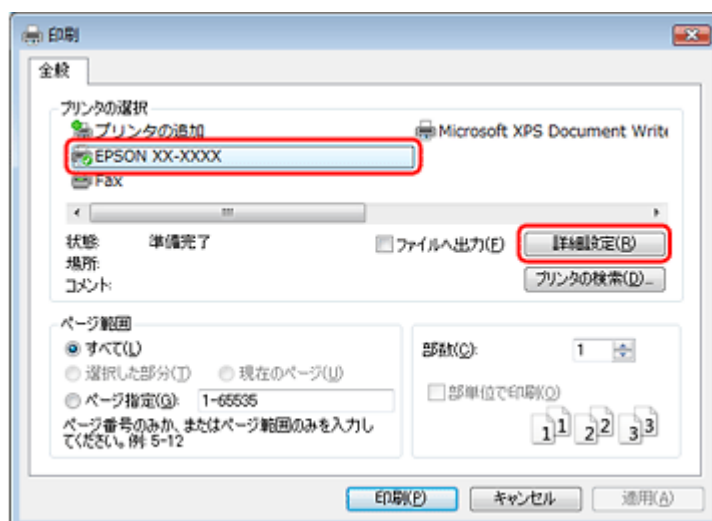 印刷
全般
プリンタの選択
プリンタの追加
Microsoft XPS Document Write
EPSON XX-XXXX
Fax
状態: 準備完了
場所:
コメント:
ファイルへ出力(F)
詳細設定(R)
プリンタの検索(D)...
ページ範囲
すべて(L)
選択した部分(T) 現在のページ(U)
ページ指定(G): 1-65535
ページ番号のみか、またはページ範囲のみを入力し
てください。例: 5-12
部数(C): 1
部単位で印刷(O)
11 22 33
印刷(P) キャンセル 適用(A)